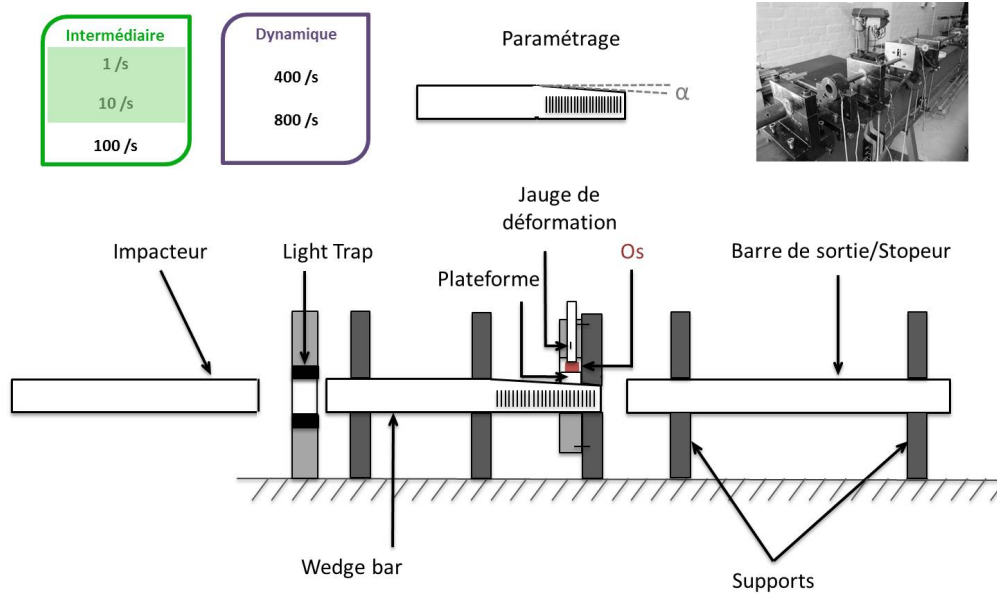 Intermédiaire
1 /s
10 /s
100 /s
Dynamique
400 /s
800 /s
Paramétrage
α
Jauge de
déformation
Impacteur
Light Trap
Plateforme
Os
Barre de sortie/Stopeur
Wedge bar
Supports